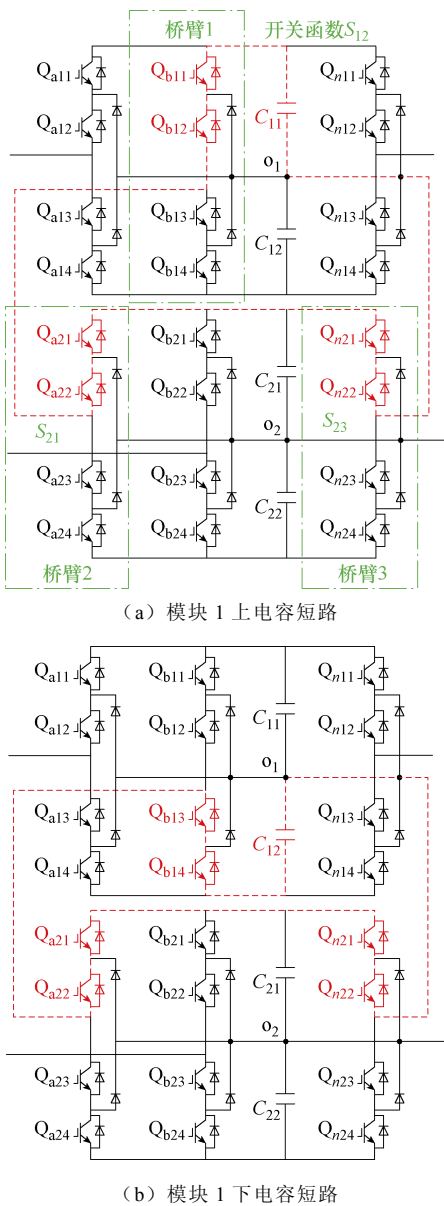 桥臂1 开关函数S12
Qa11 Qb11 Qn11
Qa12 Qb12 C11 Qn12
o1
Qa13 Qb13 C12 Qn13
Qa14 Qb14 Qn14
Qa21 Qb21 C21 Qn21
Qa22 Qb22 Qn22
S21 o2 S23
Qa23 Qb23 C22 Qn23
Qa24 Qb24 Qn24
桥臂2 桥臂3
（a）模块 1 上电容短路
Qa11 Qb11 Qn11
Qa12 Qb12 C11 Qn12
o1
Qa13 Qb13 C12 Qn13
Qa14 Qb14 Qn14
Qa21 Qb21 C21 Qn21
Qa22 Qb22 Qn22
o2
Qa23 Qb23 C22 Qn23
Qa24 Qb24 Qn24
（b）模块 1 下电容短路